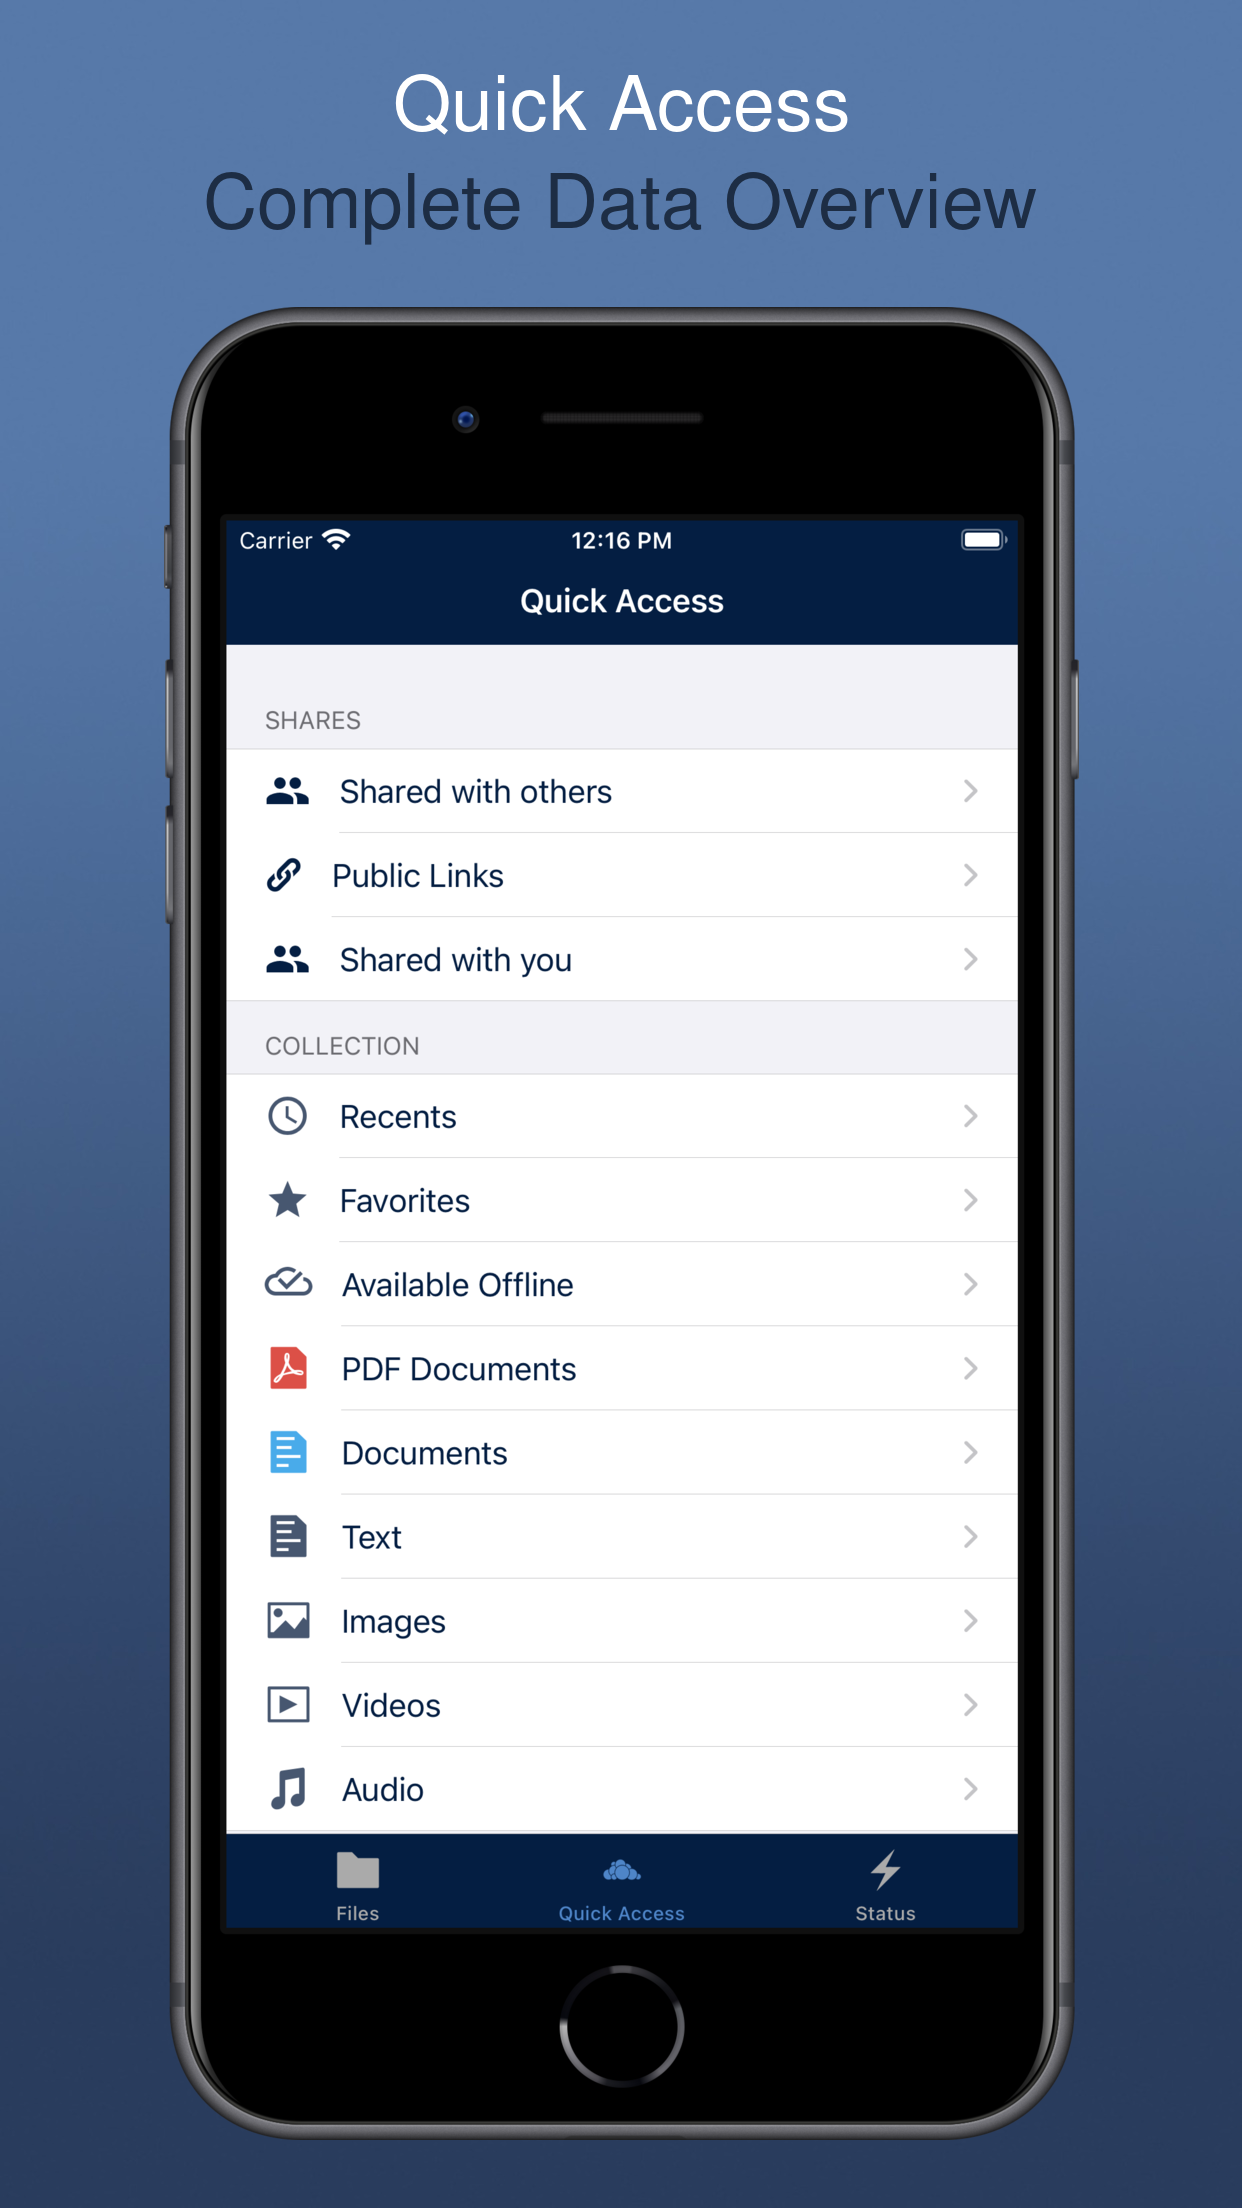 Quick Access
Complete Data Overview
Carrier 12:16 PM
Quick Access
SHARES
Shared with others
Public Links
Shared with you
COLLECTION
Recents
Favorites
Available Offline
PDF Documents
Documents
Text
Images
Videos
Audio
Files Quick Access Status